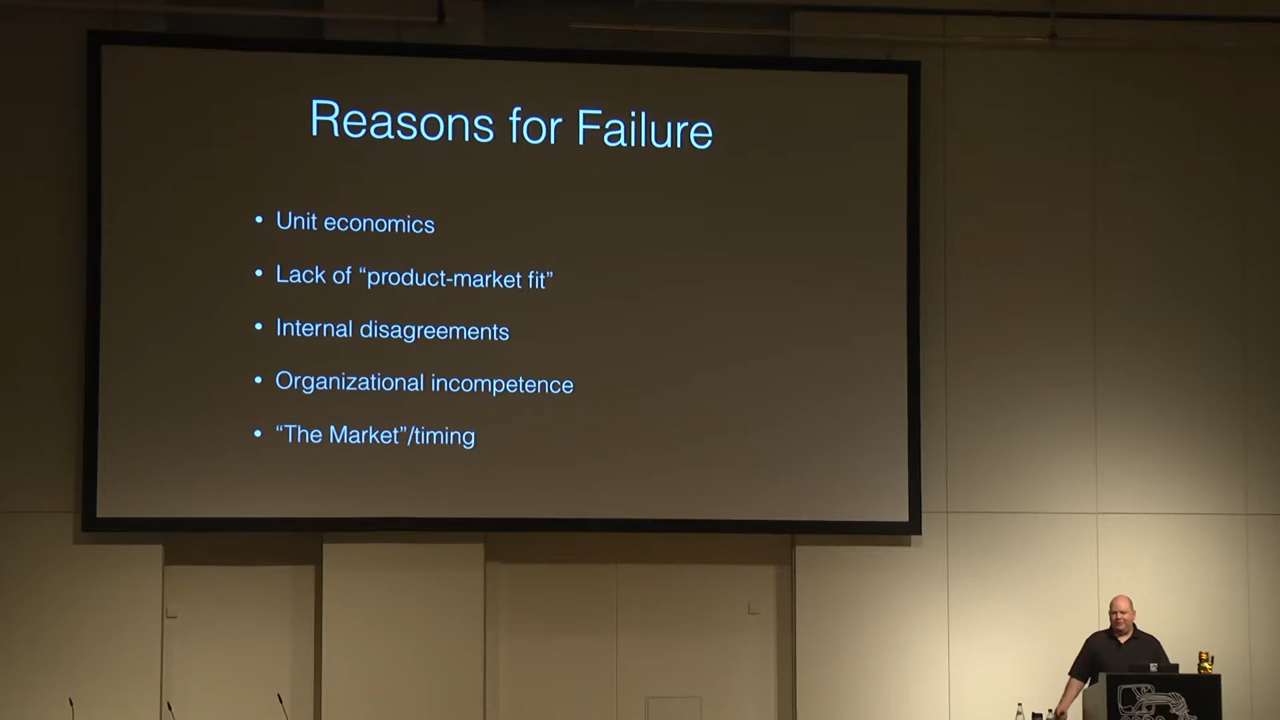 Reasons for Failure
• Unit economics
• Lack of “product-market fit”
• Internal disagreements
• Organizational incompetence
• “The Market”/timing